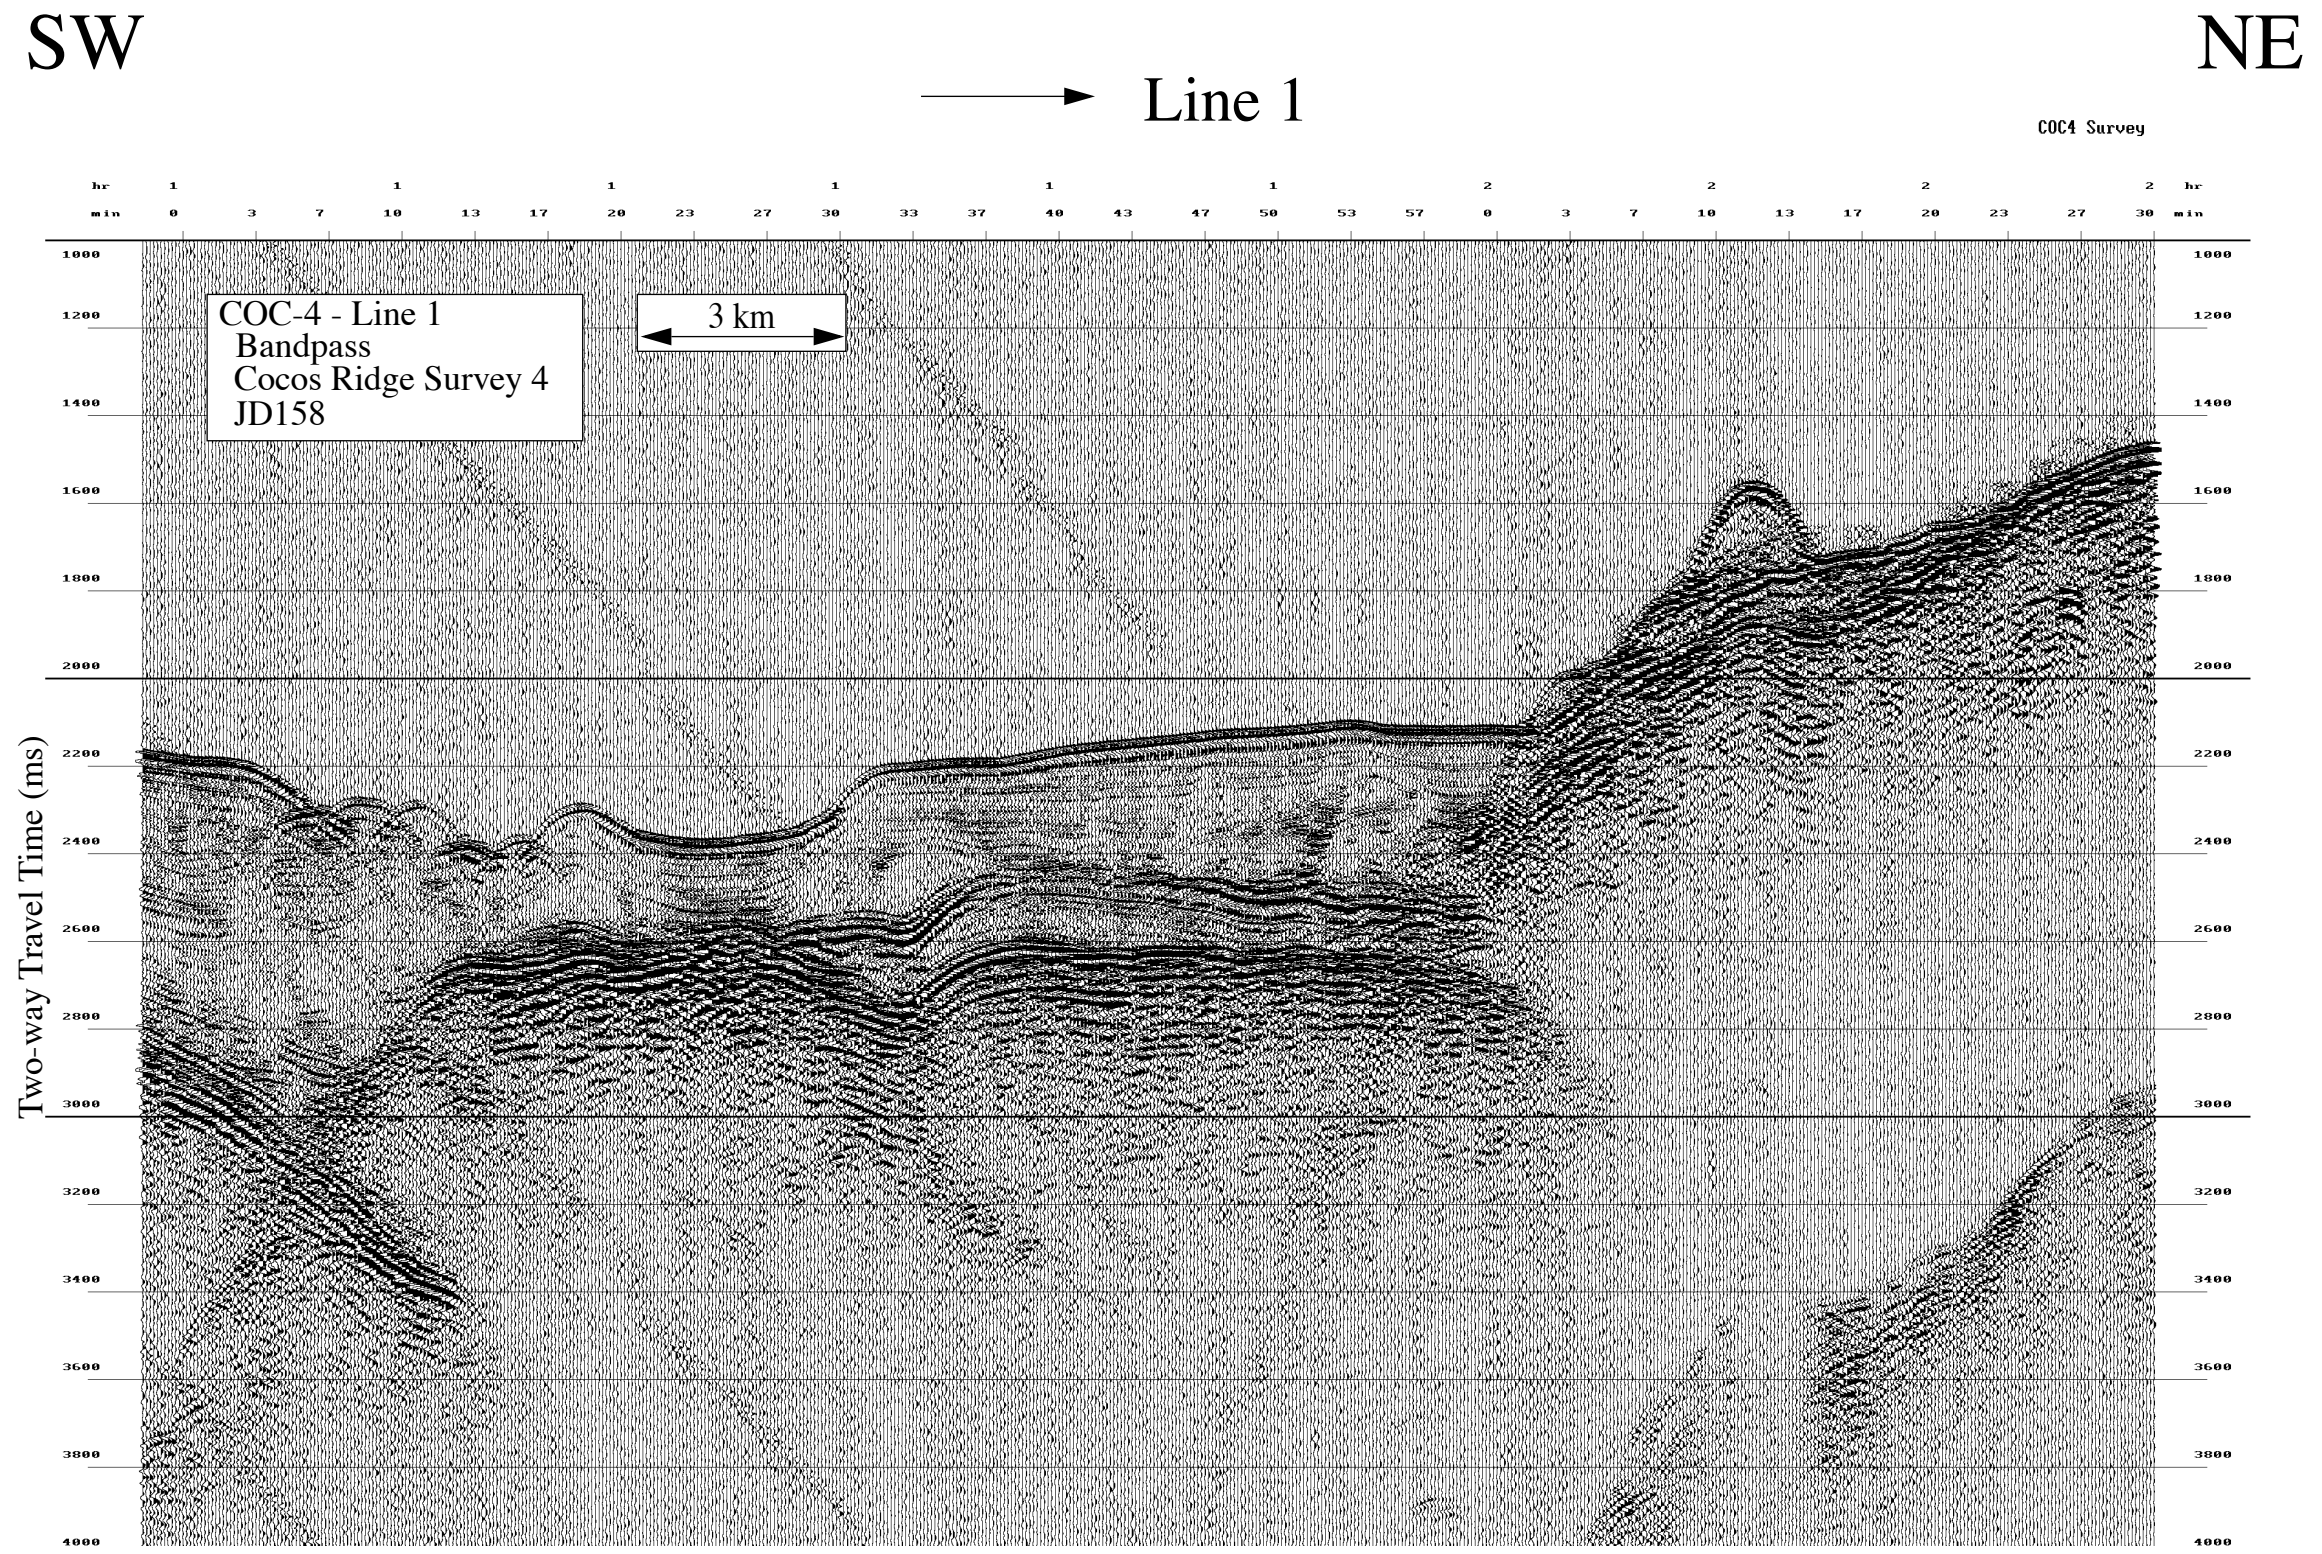 SW
NE
Line 1
COC4 Survey
hr 1 1 1 1 1 1 2 2 2 2 hr
min 0 3 7 10 13 17 20 23 27 30 33 37 40 43 47 50 53 57 0 3 7 10 13 17 20 23 27 30 min
1000 1000
COC-4 - Line 1
Bandpass
Cocos Ridge Survey 4
JD158
3 km
1200 1200
1400 1400
1600 1600
1800 1800
2000 2000
2200 2200
2400 2400
2600 2600
2800 2800
3000 3000
3200 3200
3400 3400
3600 3600
3800 3800
4000 4000
Two-way Travel Time (ms)